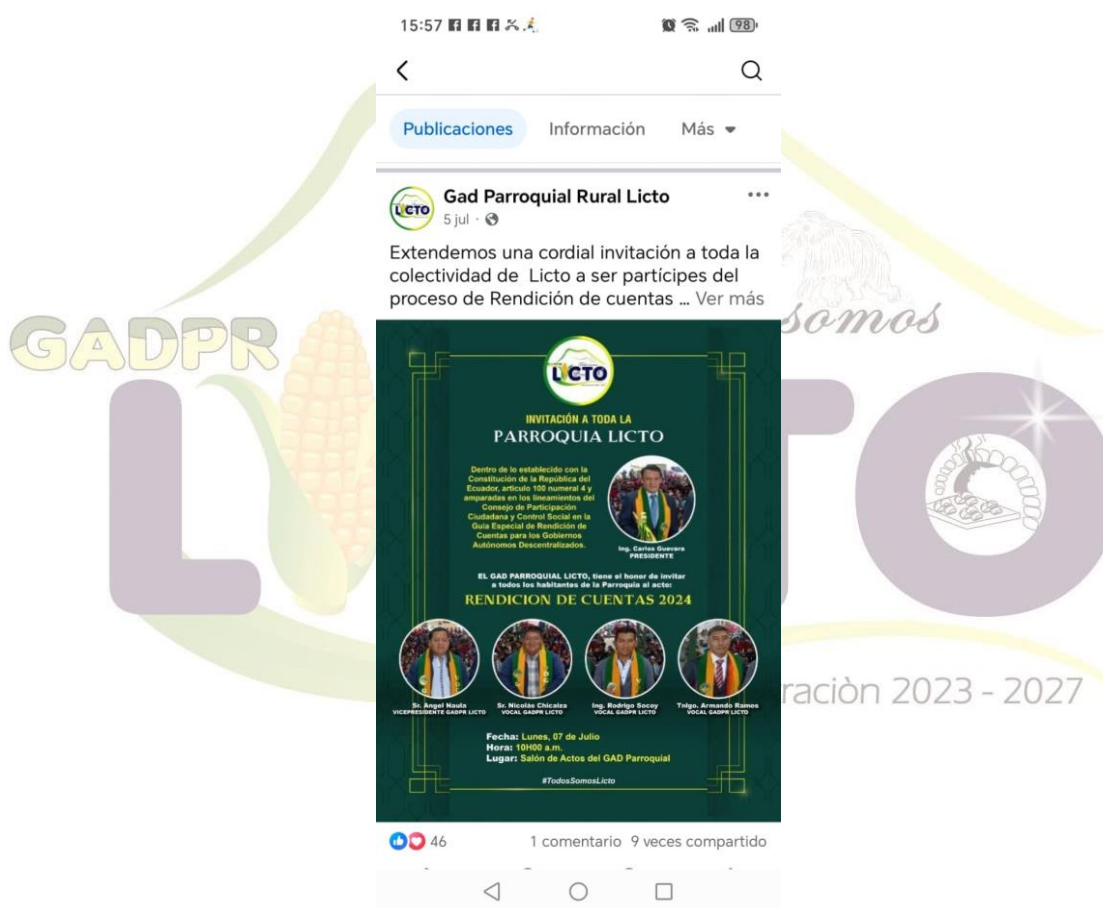 15:57
98
Publicaciones Información Más
Gad Parroquial Rural Licto
5 jul
Extendemos una cordial invitación a toda la
colectividad de Licto a ser partícipes del
proceso de Rendición de cuentas ... Ver más
GADPR
LICTO
somos
ración 2023 - 2027
LICTO
INVITACIÓN A TODA LA
PARROQUIA LICTO
Dentro de lo establecido con la
Constitución de la República del
Ecuador, artículo 100 numeral 4 y
amparadas en los lineamientos del
Consejo de Participación
Ciudadana y Control Social en la
Guía Especial de Rendición de
Cuentas para los Gobiernos
Autónomos Descentralizados.
Ing. Carlos Guevara
PRESIDENTE
EL GAD PARROQUIAL LICTO, tiene el honor de invitar
a todos los habitantes de la Parroquia al acto:
RENDICION DE CUENTAS 2024
Sr. Angel Naula
VICEPRESIDENTE GADPR LICTO
Sr. Nicolás Chicaiza
VOCAL GADPR LICTO
Ing. Rodrigo Socoy
VOCAL GADPR LICTO
Tnlgo. Armando Ramos
VOCAL GADPR LICTO
Fecha: Lunes, 07 de Julio
Hora: 10H00 a.m.
Lugar: Salón de Actos del GAD Parroquial
#TodosSomosLicto
46 1 comentario 9 veces compartido